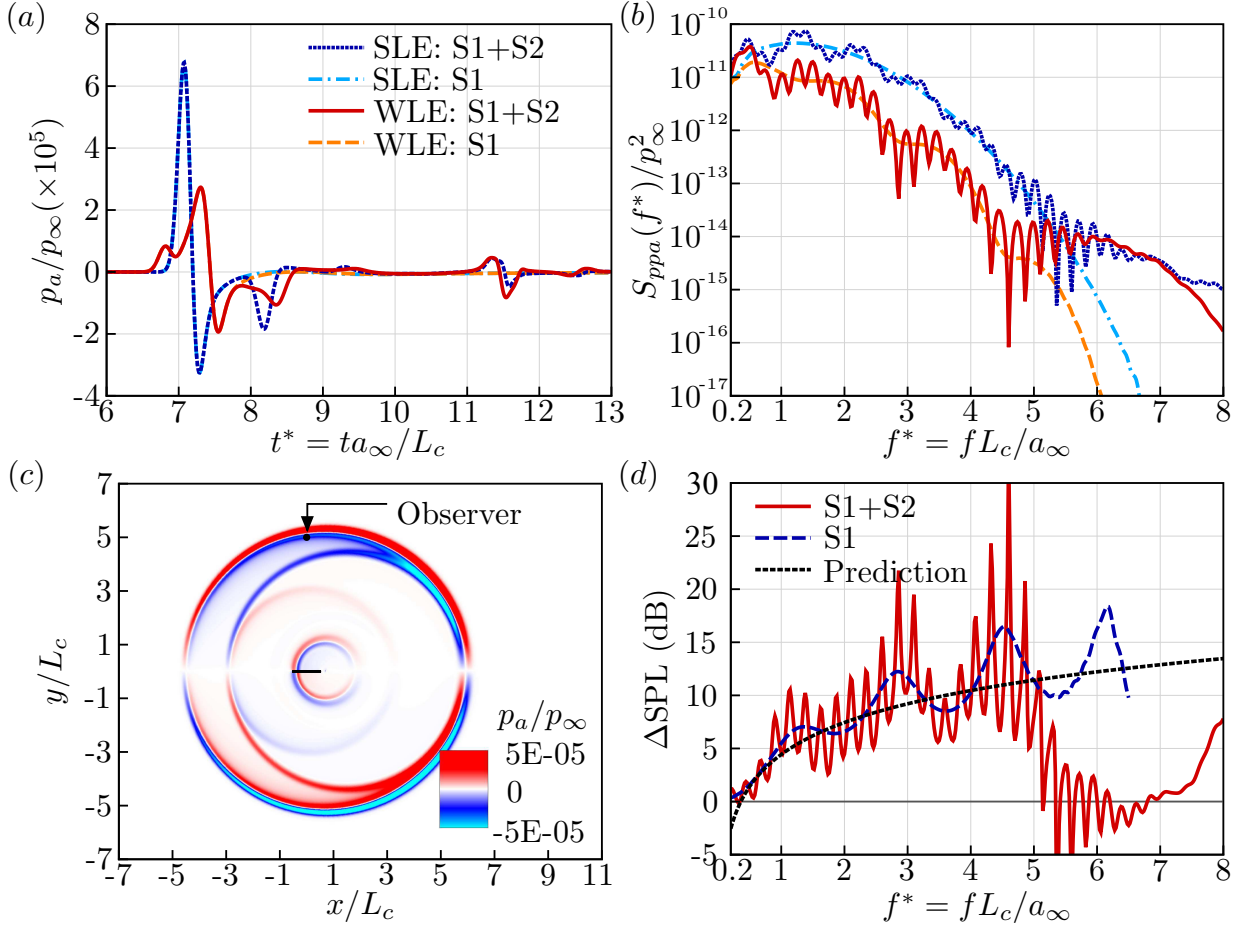 (a)
8
6
4
2
0
-2
-4
p_a/p_∞(×10^5)
SLE: S1+S2
SLE: S1
WLE: S1+S2
WLE: S1
6 7 8 9 10 11 12 13
t* = ta_∞/L_c
(b)
10^-10
10^-11
10^-12
10^-13
10^-14
10^-15
10^-16
10^-17
S_ppa(f*)/p_∞^2
0.2 1 2 3 4 5 6 7 8
f* = fL_c/a_∞
(c)
7
5
3
1
-1
-3
-5
-7
y/L_c
Observer
p_a/p_∞
5E-05
0
-5E-05
-7 -5 -3 -1 1 3 5 7 9 11
x/L_c
(d)
30
25
20
15
10
5
0
-5
ΔSPL (dB)
S1+S2
S1
Prediction
0.2 1 2 3 4 5 6 7 8
f* = fL_c/a_∞